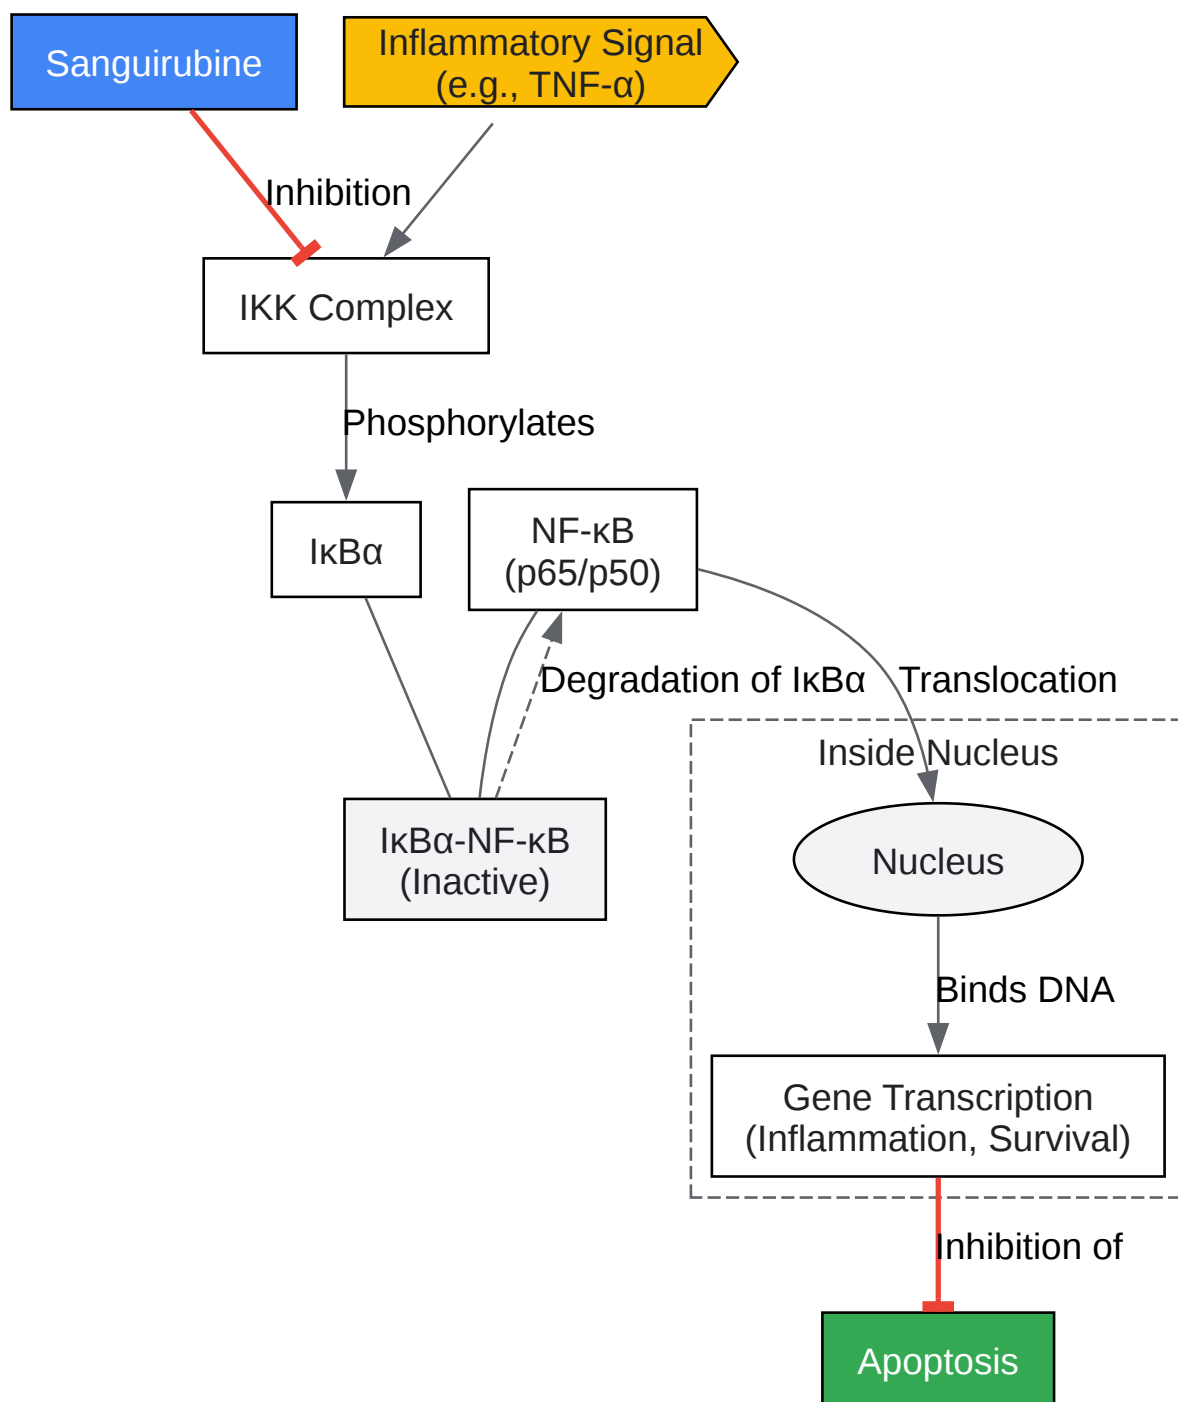 Sanguirubine
Inflammatory Signal
(e.g., TNF-α)
Inhibition
IKK Complex
Phosphorylates
IκBα
NF-κB
(p65/p50)
Degradation of IκBα
Translocation
Inside Nucleus
IκBα-NF-κB
(Inactive)
Nucleus
Binds DNA
Gene Transcription
(Inflammation, Survival)
Inhibition of
Apoptosis